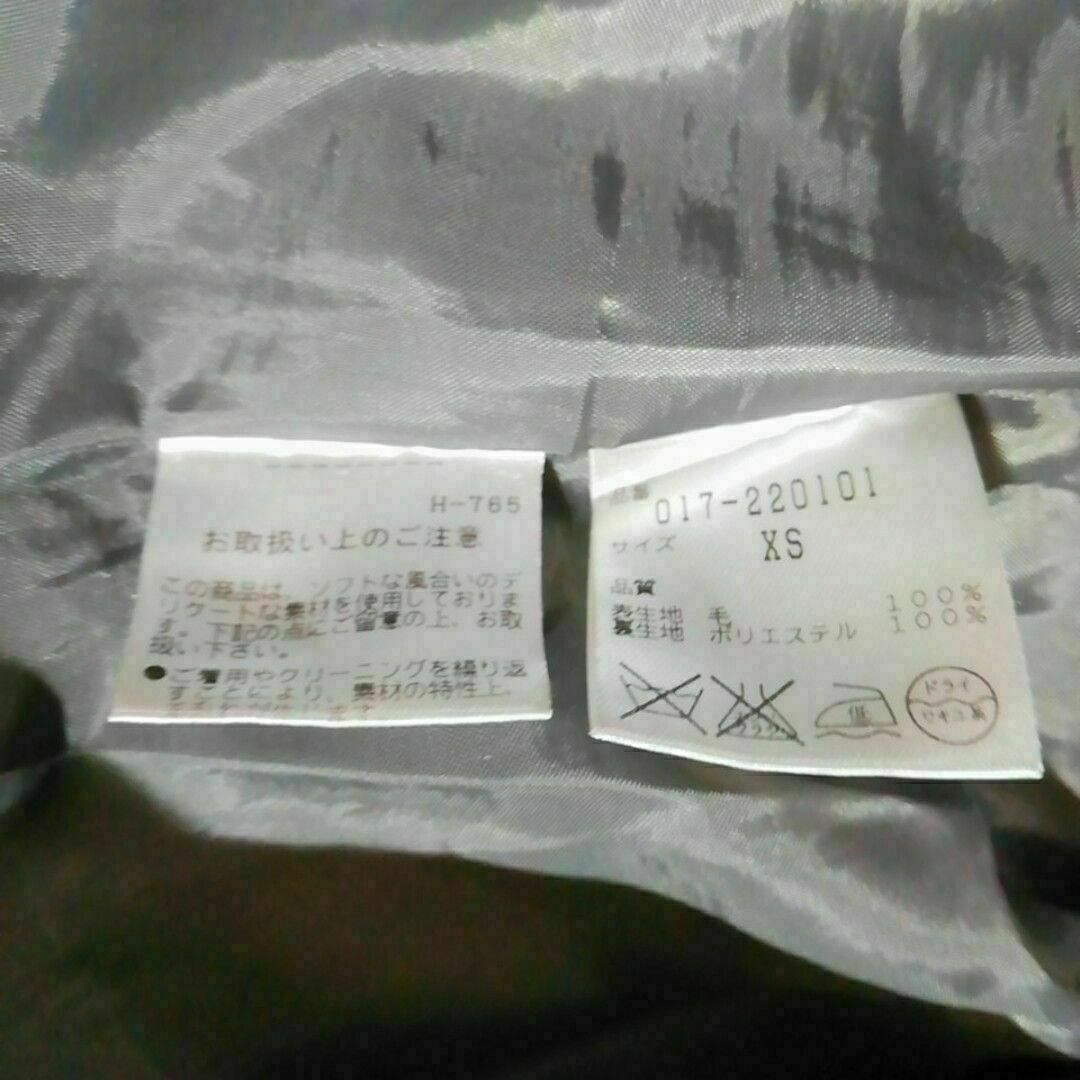 H-765
お取扱い上のご注意
この商品は、ソフトな風合いのデ
リケートな素材を使用しておりま
す。下記の点にご留意の上、お取
扱い下さい。
●ご着用やクリーニングを繰り返
すことにより、素材の特性上、
品番 017-220101
サイズ XS
品質
表生地 毛 100%
裏生地 ポリエステル 100%
低
ドライ
セキユ系